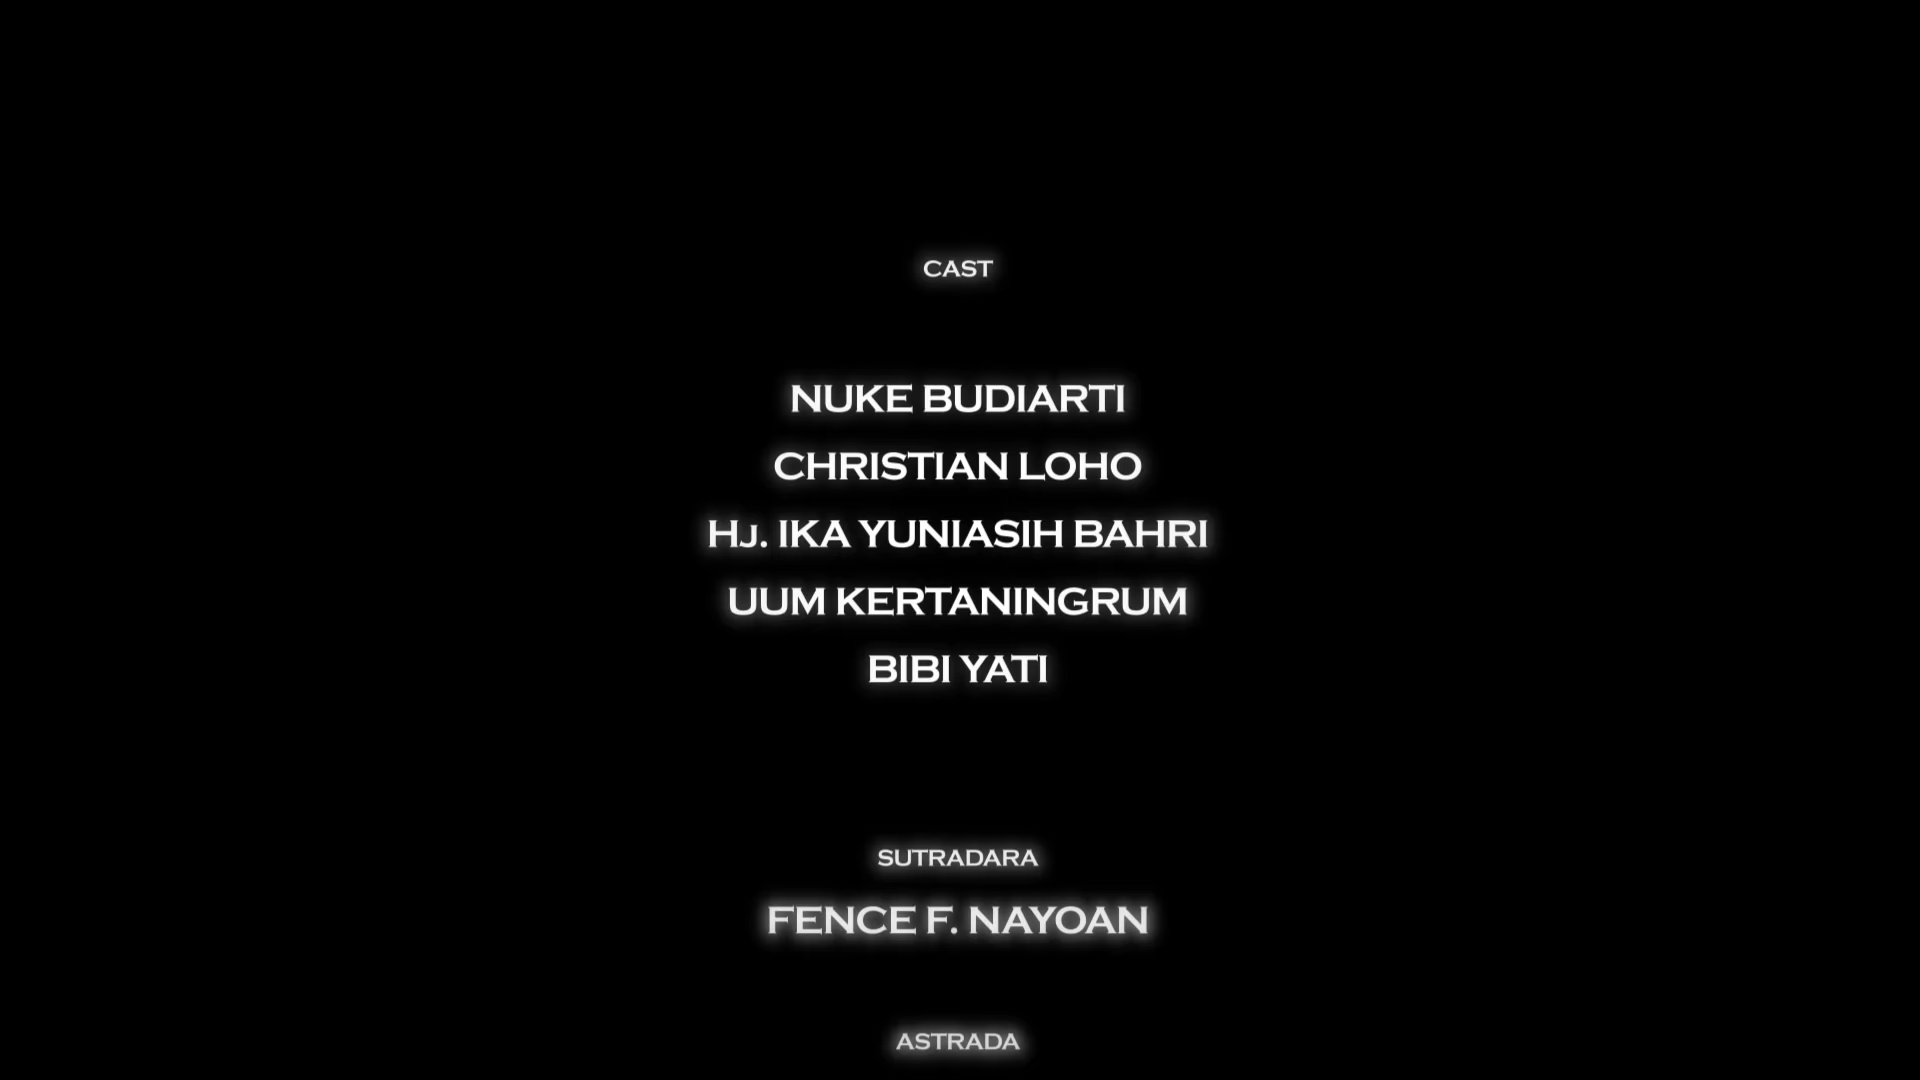 CAST
NUKE BUDIARTI
CHRISTIAN LOHO
HJ. IKA YUNIASIH BAHRI
UUM KERTANINGRUM
BIBI YATI
SUTRADARA
FENCE F. NAYOAN
ASTRADA